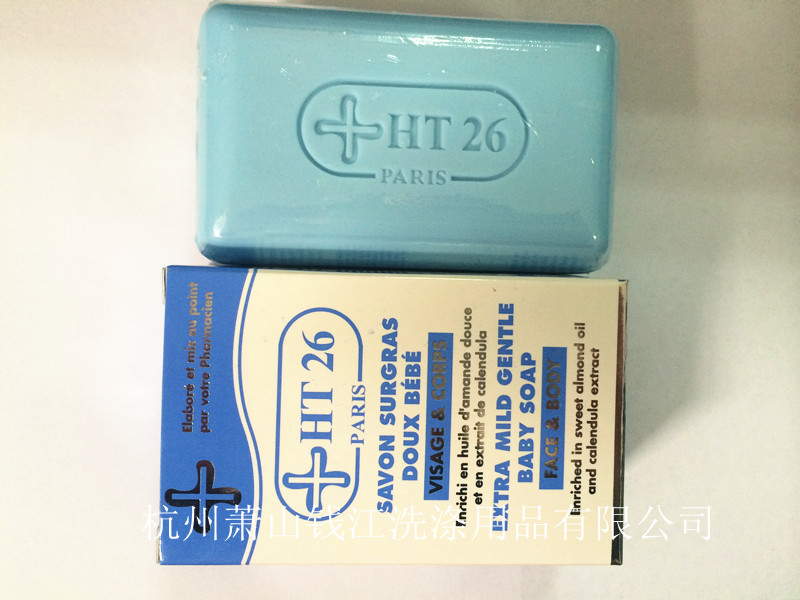 HT 26
PARIS
Elaboré et mis au point
par votre Pharmacien
HT 26
PARIS
SAVON SURGRAS
DOUX BÉBÉ
VISAGE & CORPS
Enrichi en huile d'amande douce
et en extrait de calendula
EXTRA MILD GENTLE
BABY SOAP
FACE & BODY
Enriched in sweet almond oil
and calendula extract
杭州萧山钱江洗涤用品有限公司